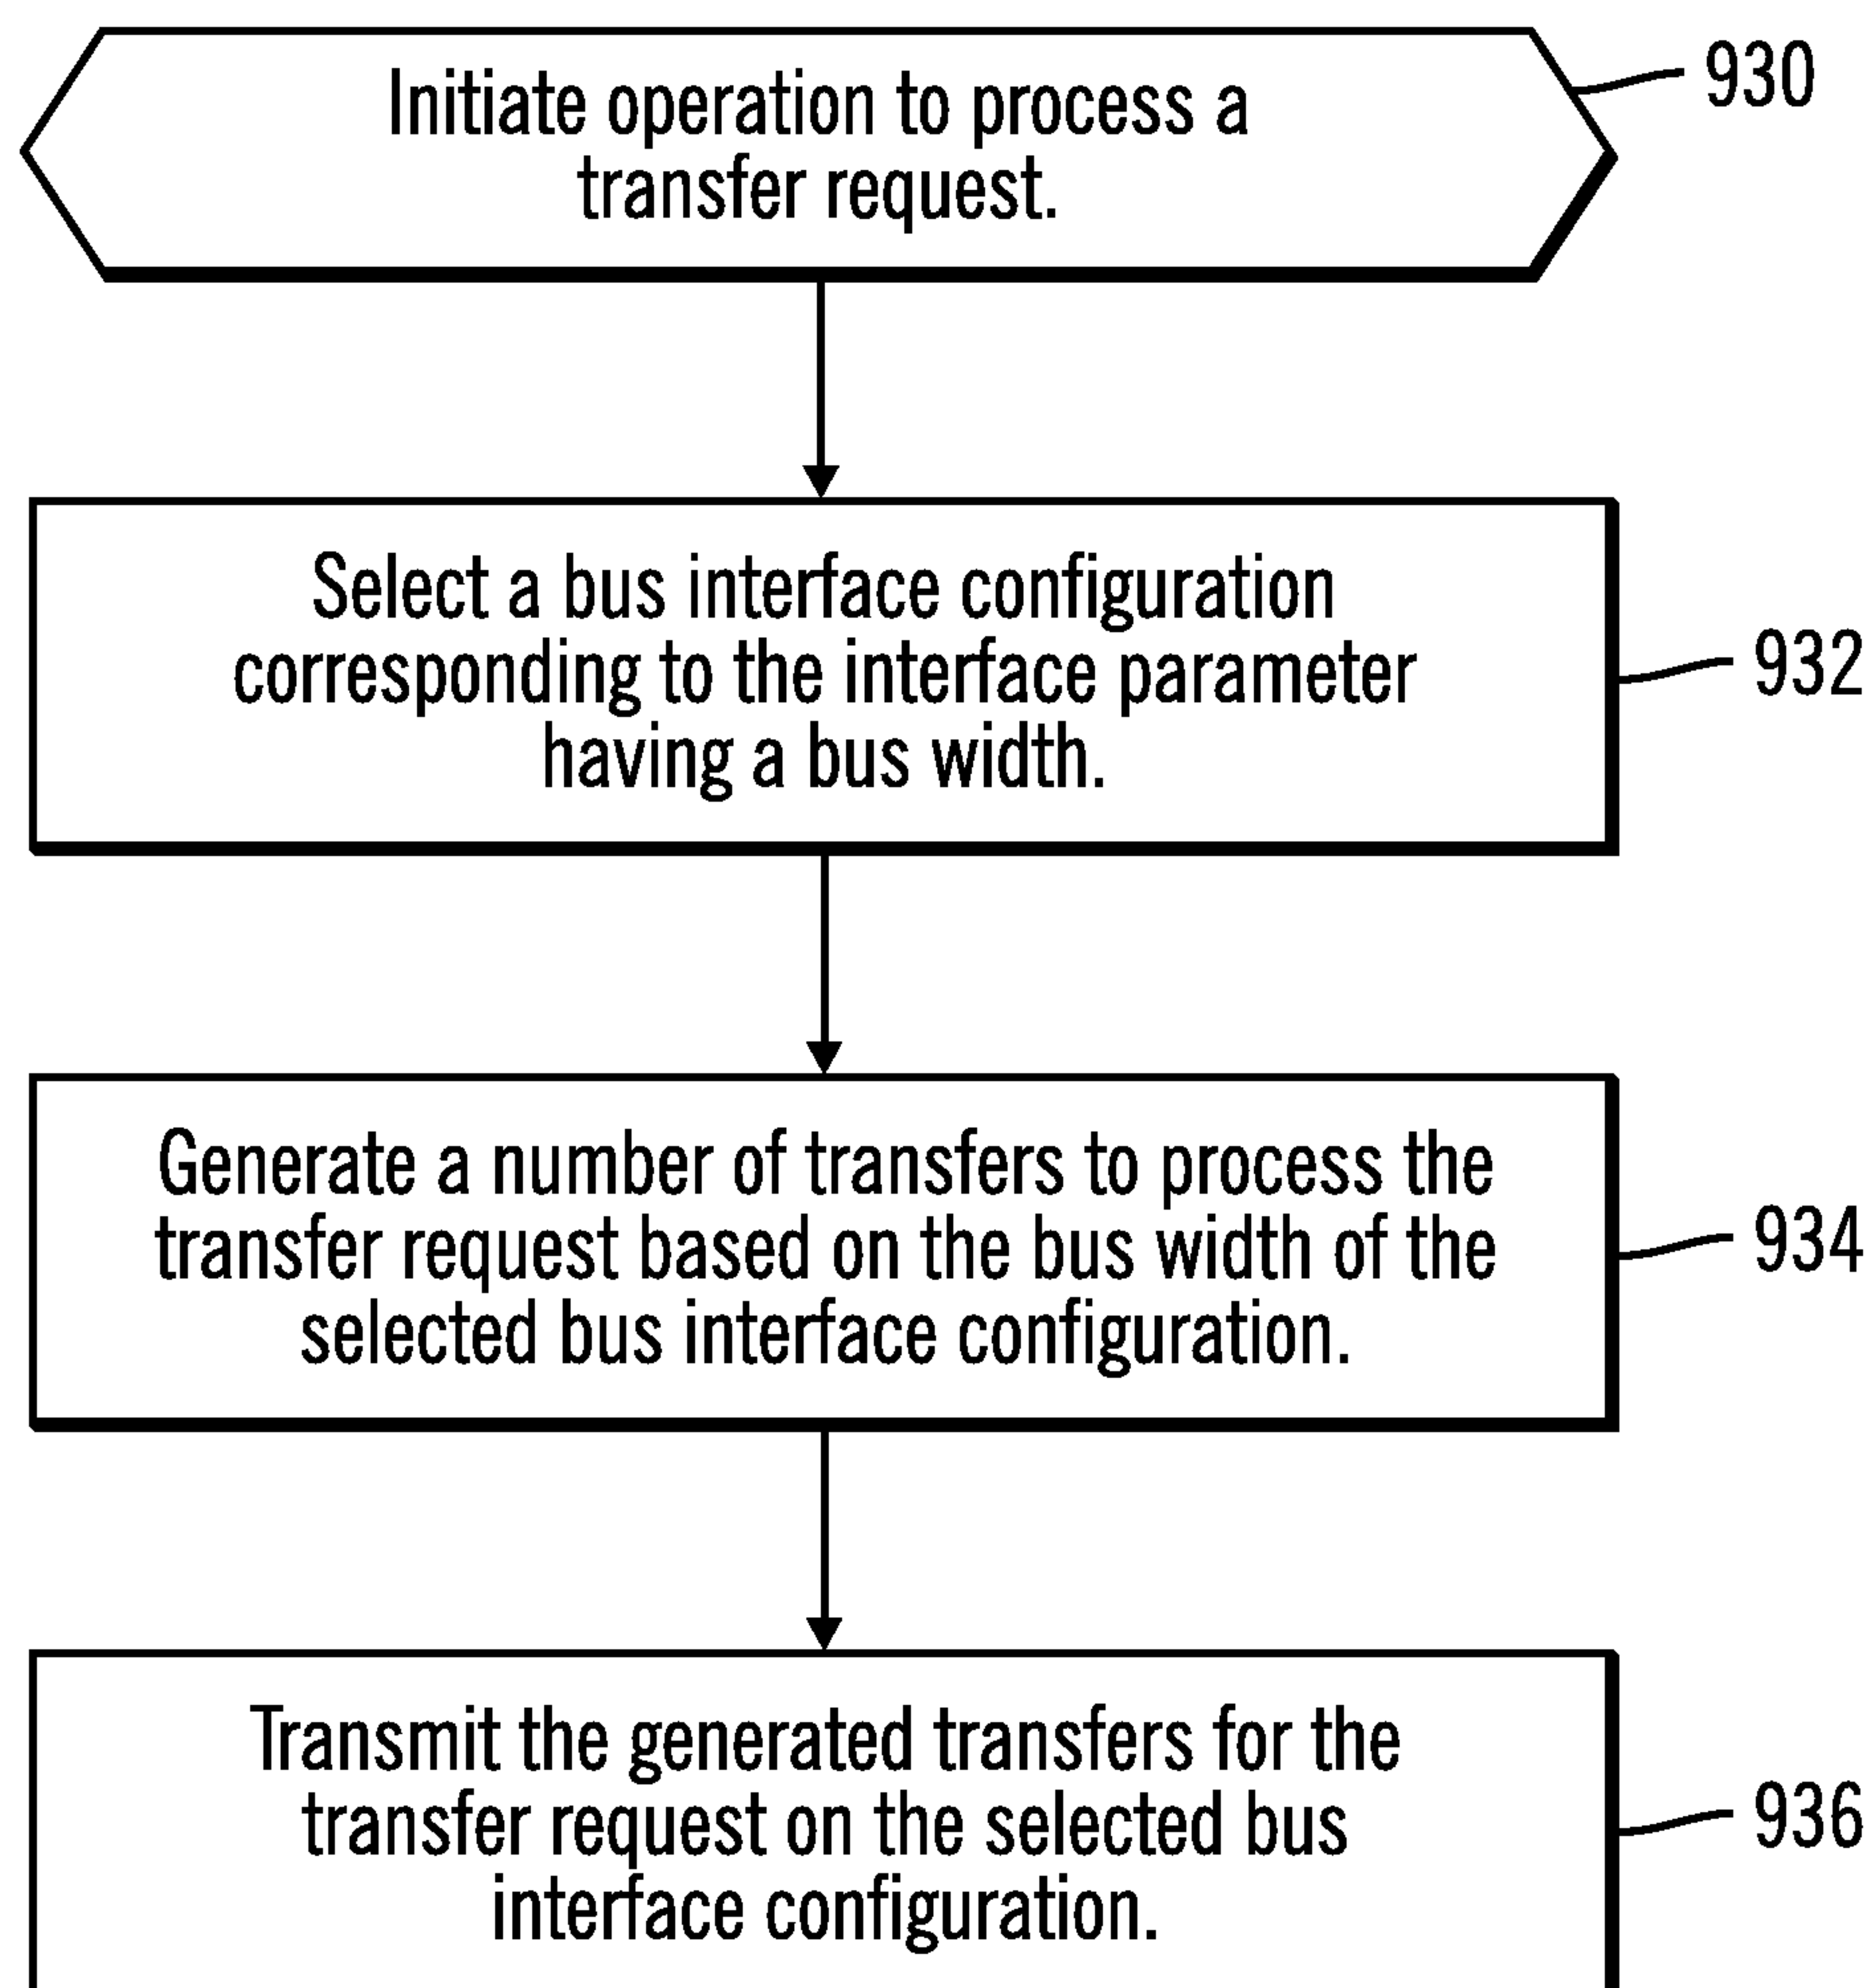 Initiate operation to process a
transfer request.
930
Select a bus interface configuration
corresponding to the interface parameter
having a bus width.
932
Generate a number of transfers to process the
transfer request based on the bus width of the
selected bus interface configuration.
934
Transmit the generated transfers for the
transfer request on the selected bus
interface configuration.
936